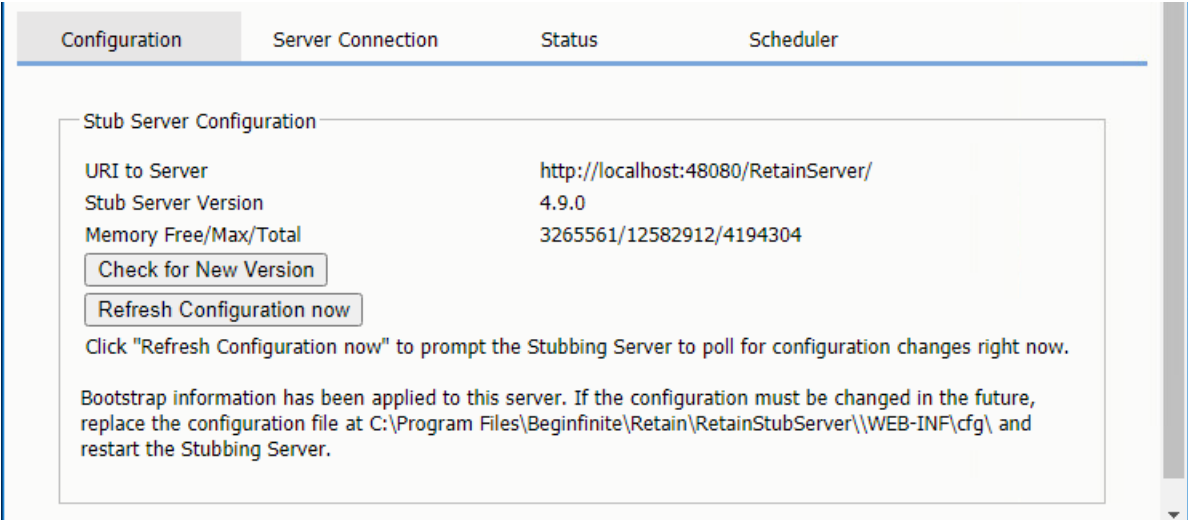 Configuration Server Connection Status Scheduler
Stub Server Configuration
URI to Server http://localhost:48080/RetainServer/
Stub Server Version 4.9.0
Memory Free/Max/Total 3265561/12582912/4194304
Check for New Version
Refresh Configuration now
Click "Refresh Configuration now" to prompt the Stubbing Server to poll for configuration changes right now.
Bootstrap information has been applied to this server. If the configuration must be changed in the future,
replace the configuration file at C:\Program Files\Beginfinite\Retain\RetainStubServer\\WEB-INF\cfg\ and
restart the Stubbing Server.